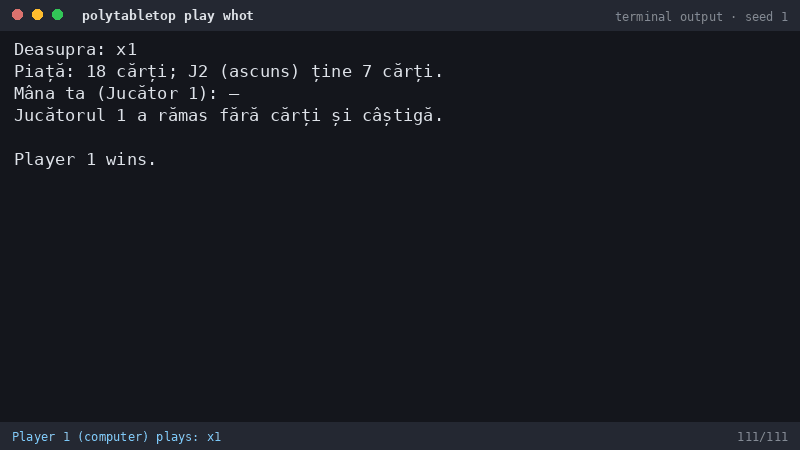 polytabletop play whot
terminal output · seed 1
Deasupra: x1
Piață: 18 cărți; J2 (ascuns) ține 7 cărți.
Mâna ta (Jucător 1): —
Jucătorul 1 a rămas fără cărți și câștigă.
Player 1 wins.
Player 1 (computer) plays: x1
111/111